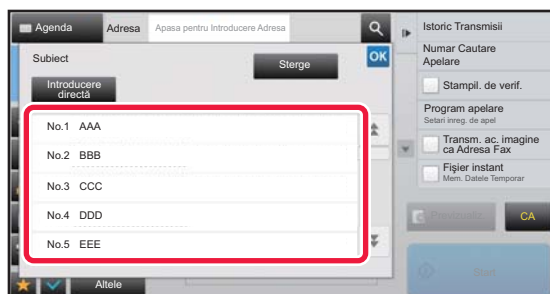 Agenda
Adresa
Apasa pentru Introducere Adresa
Subiect
Sterge
OK
Introducere
directă
No.1 AAA
No.2 BBB
No.3 CCC
No.4 DDD
No.5 EEE
Altele
Istoric Transmisii
Numar Cautare
Apelare
Stampil. de verif.
Program apelare
Setari inreg. de apel
Transm. ac. imagine
ca Adresa Fax
Fişier instant
Mem. Datele Temporar
CA
Start